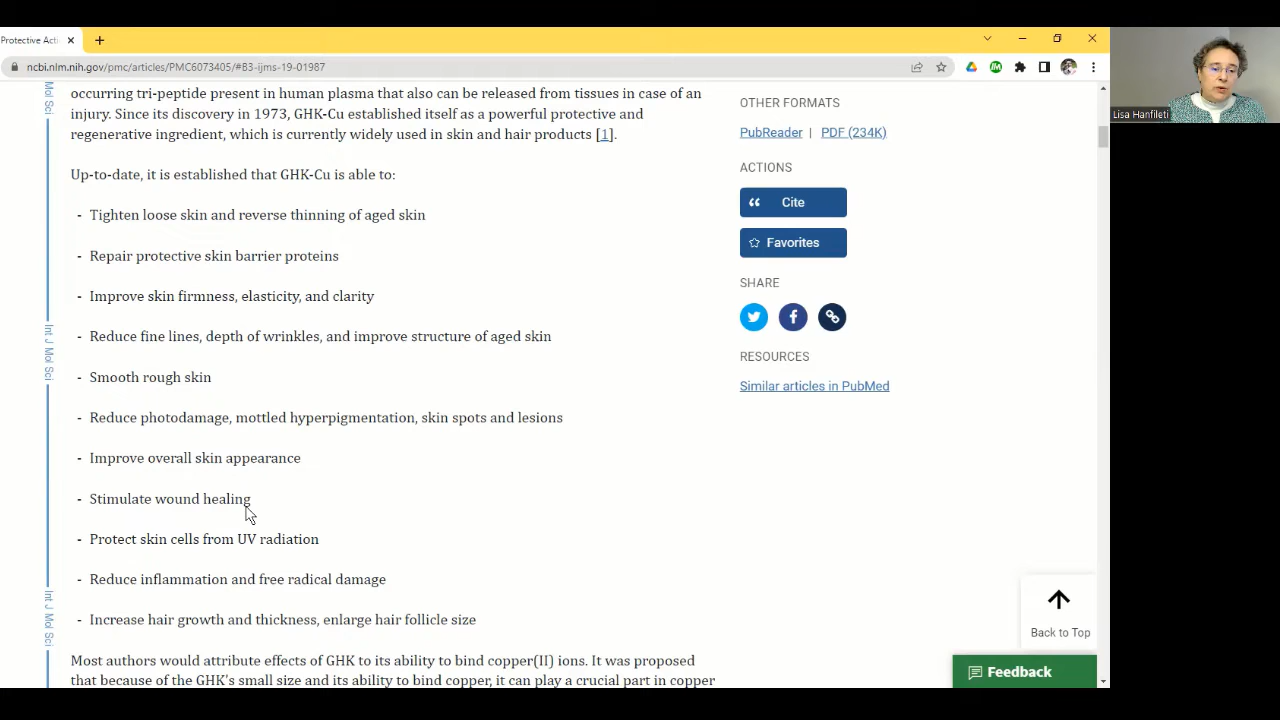 Protective Acti
ncbi.nlm.nih.gov/pmc/articles/PMC6073405/#B3-ijms-19-01987
Lisa Hanfileti
Mol Sci
Int J Mol Sci
Int J Mol Sci
occurring tri-peptide present in human plasma that also can be released from tissues in case of an
injury. Since its discovery in 1973, GHK-Cu established itself as a powerful protective and
regenerative ingredient, which is currently widely used in skin and hair products [1].
Up-to-date, it is established that GHK-Cu is able to:
- Tighten loose skin and reverse thinning of aged skin
- Repair protective skin barrier proteins
- Improve skin firmness, elasticity, and clarity
- Reduce fine lines, depth of wrinkles, and improve structure of aged skin
- Smooth rough skin
- Reduce photodamage, mottled hyperpigmentation, skin spots and lesions
- Improve overall skin appearance
- Stimulate wound healing
- Protect skin cells from UV radiation
- Reduce inflammation and free radical damage
- Increase hair growth and thickness, enlarge hair follicle size
Most authors would attribute effects of GHK to its ability to bind copper(II) ions. It was proposed
that because of the GHK's small size and ability to bind copper, it can play a crucial part in copper
OTHER FORMATS
PubReader | PDF (234K)
ACTIONS
Cite
Favorites
SHARE
RESOURCES
Similar articles in PubMed
Back to Top
Feedback